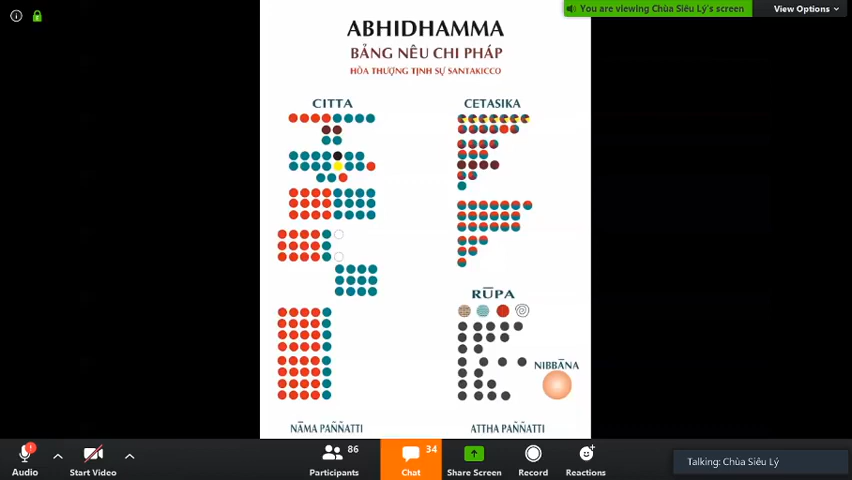 You are viewing Chùa Siêu Lý's screen
View Options
ABHIDHAMMA
BẢNG NÊU CHI PHÁP
HÒA THƯỢNG TỊNH SỰ SANTAKICCO
CITTA
CETASIKA
RŪPA
NIBBĀNA
NĀMA PAÑÑATTI
ATTHA PAÑÑATTI
Audio
Start Video
86
Participants
34
Chat
Share Screen
Record
Reactions
Talking: Chùa Siêu Lý